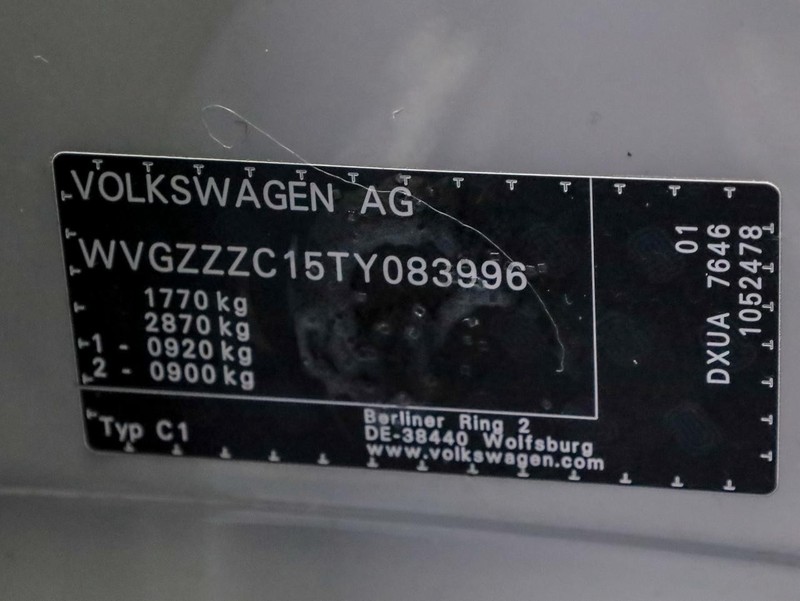 VOLKSWAGEN AG
WVGZZZC15TY083996
1770 kg
2870 kg
1 - 0920 kg
2 - 0900 kg
Typ C1
Berliner Ring 2
DE-38440 Wolfsburg
www.volkswagen.com
01
DXUA 7646
1052478